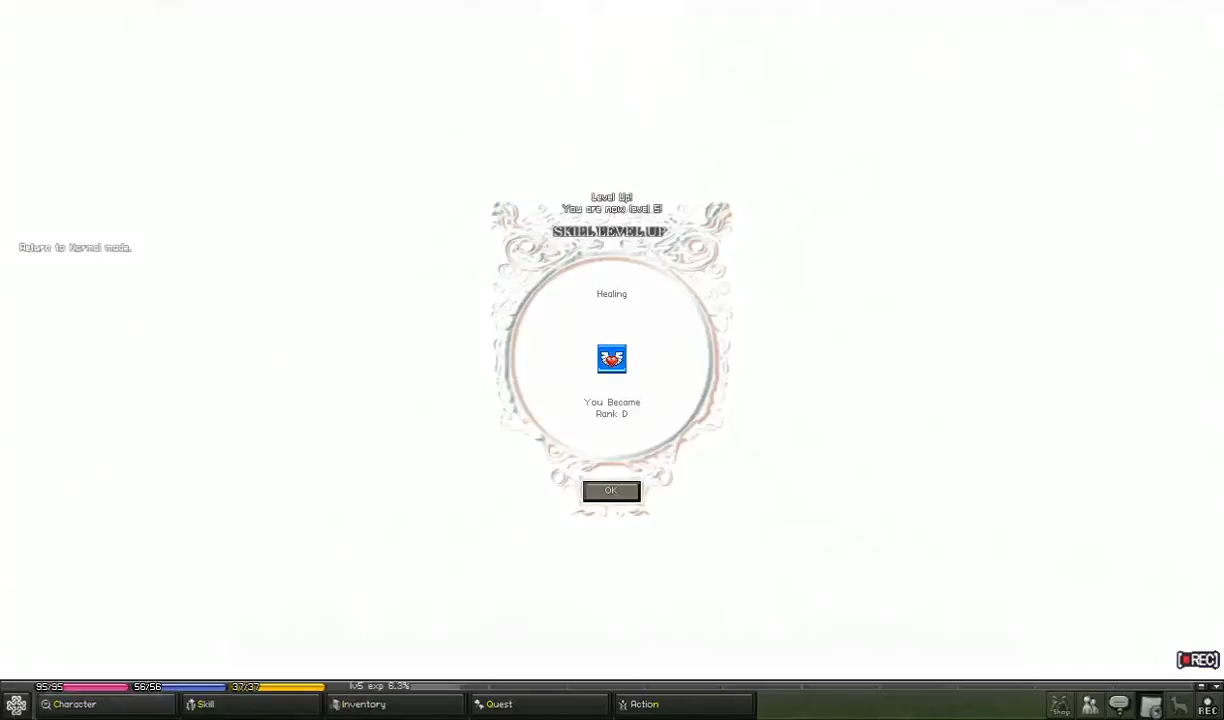 Level Up!
You are now level 5!
SKILL LEVEL UP
Return to Normal mode.
Healing
You Became
Rank D
OK
[REC]
95/95
56/56
37/37
lv5 exp 6.3%
Character
Skill
Inventory
Quest
Action
Shop
REC